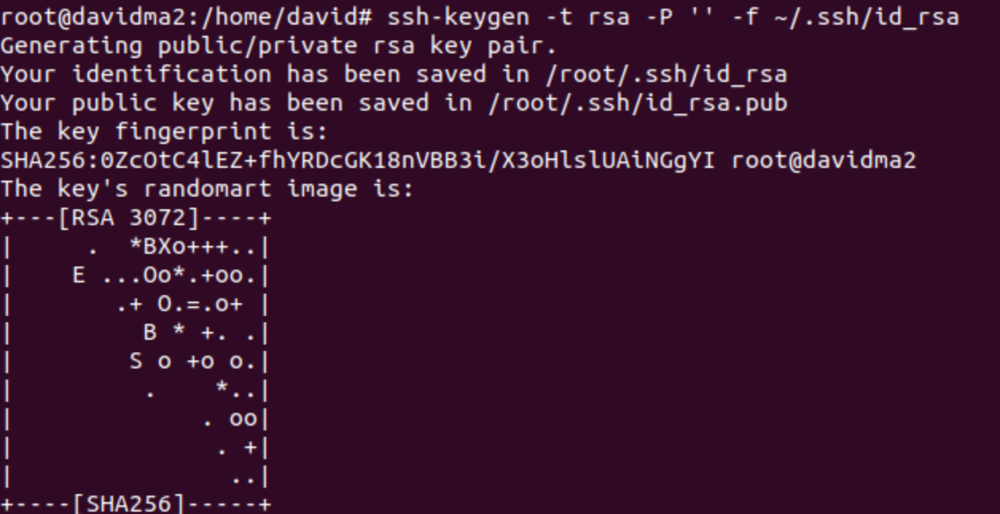 root@davidma2:/home/david# ssh-keygen -t rsa -P '' -f ~/.ssh/id_rsa
Generating public/private rsa key pair.
Your identification has been saved in /root/.ssh/id_rsa
Your public key has been saved in /root/.ssh/id_rsa.pub
The key fingerprint is:
SHA256:0ZcOtC4lEZ+fhYRDcGK18nVBB3i/X3oHlslUAiNGgYI root@davidma2
The key's randomart image is:
+---[RSA 3072]----+
|     .  *BXo+++..|
|    E ...Oo*.+oo.|
|       .+ O.=.o+ |
|         B * +. .|
|        S o +o o.|
|         .    *..|
|             . oo|
|              . +|
|               ..|
+----[SHA256]-----+